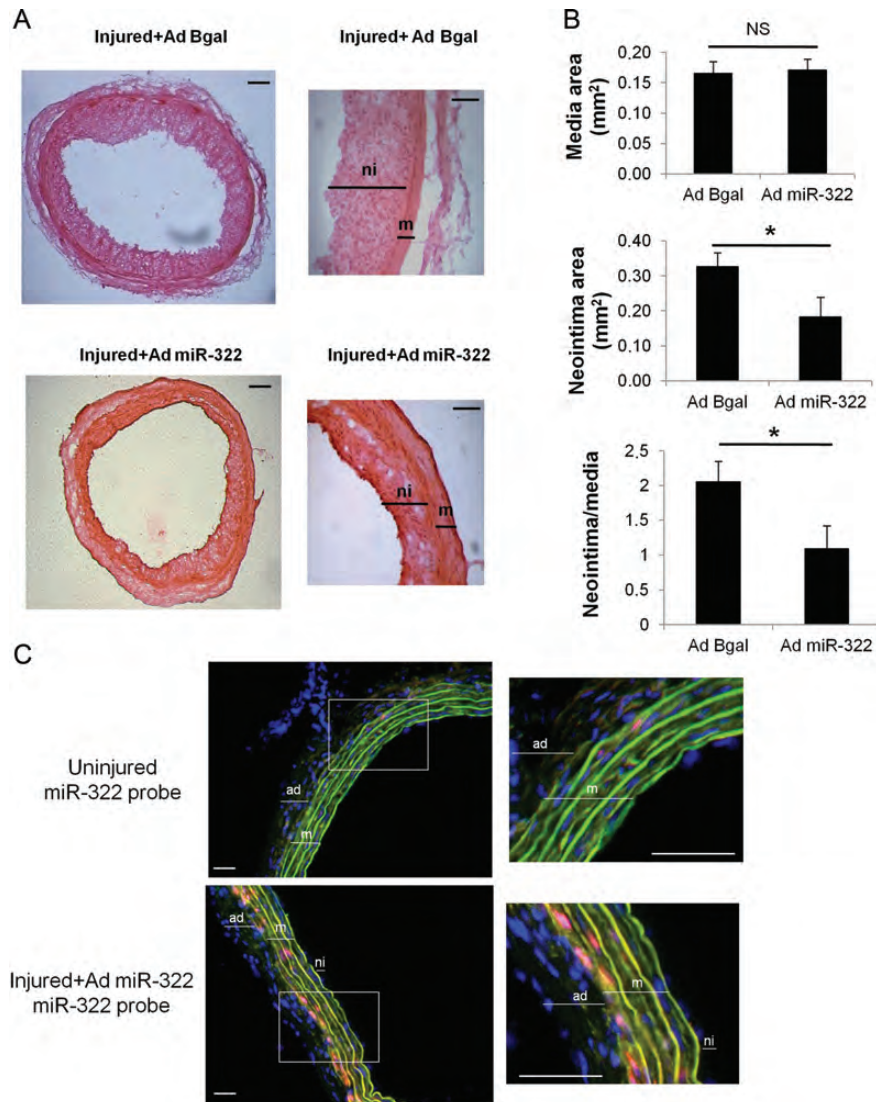 A
Injured+Ad Bgal
Injured+ Ad Bgal
ni
m
Injured+Ad miR-322
Injured+Ad miR-322
ni
m
B
Media area
(mm²)
0.20
0.15
0.10
0.05
0.00
NS
Ad Bgal
Ad miR-322
Neointima area
(mm²)
0.40
0.30
0.20
0.10
0.00
*
Ad Bgal
Ad miR-322
Neointima/media
2.5
2
1.5
1
0.5
0
*
Ad Bgal
Ad miR-322
C
Uninjured
miR-322 probe
ad
m
ad
m
Injured+Ad miR-322
miR-322 probe
ad
m
ni
ad
m
ni